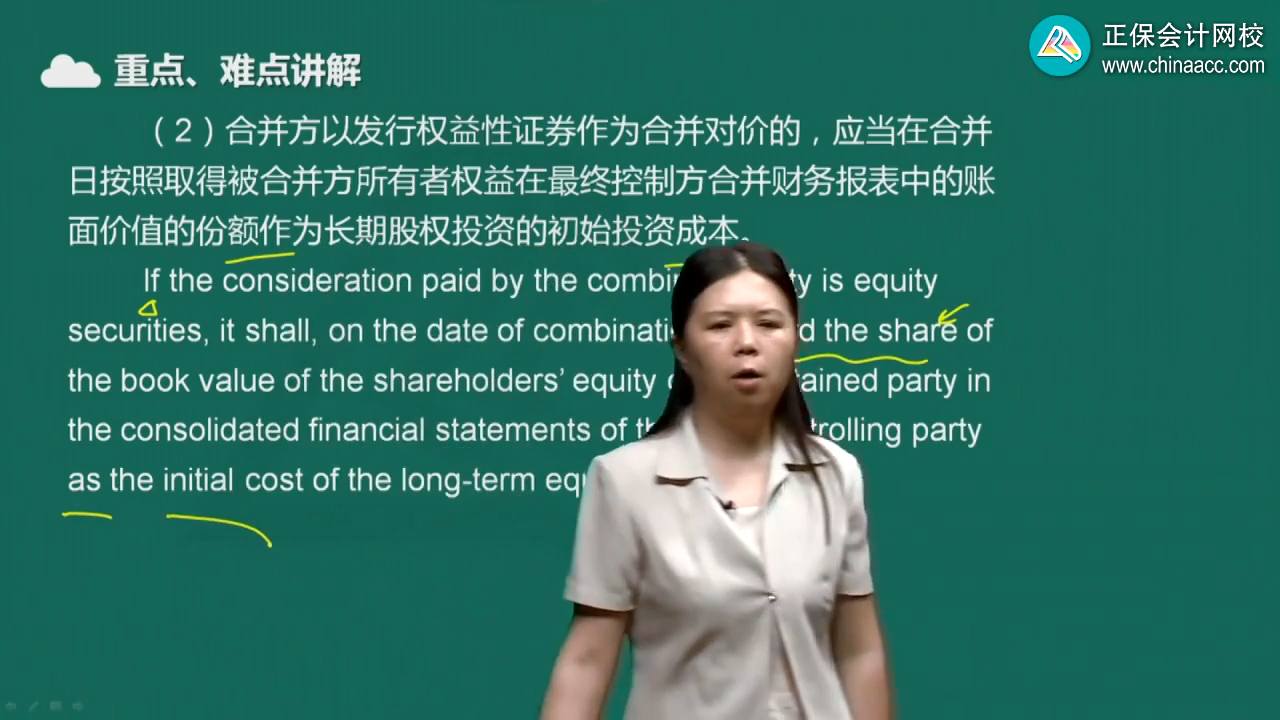 正保会计网校
www.chinaacc.com
重点、难点讲解
（2）合并方以发行权益性证券作为合并对价的，应当在合并
日按照取得被合并方所有者权益在最终控制方合并财务报表中的账
面价值的份额作为长期股权投资的初始投资成本。
If the consideration paid by the is equity
securities, it shall, on the date of the share of
the book value of the shareholders’ equity party in
the consolidated financial statements of party
as the initial cost of the long-term